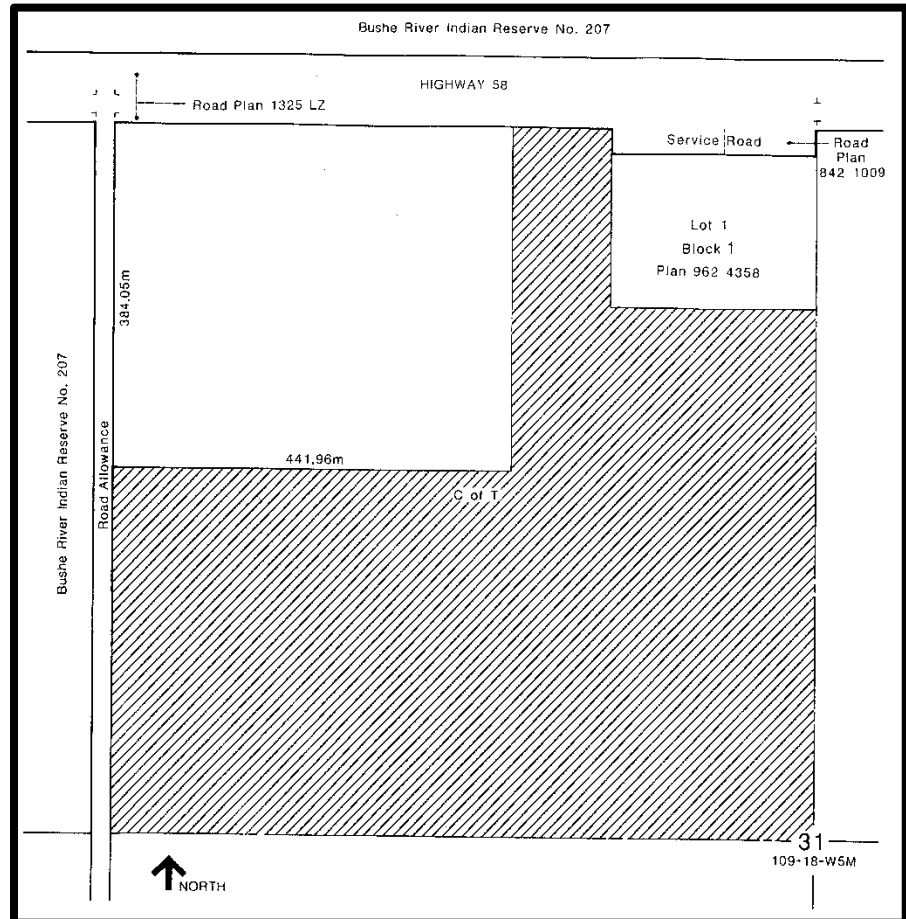 Bushe River Indian Reserve No. 207
HIGHWAY 58
Road Plan 1325 LZ
Service Road
Road
Plan
842 1009
Lot 1
Block 1
Plan 962 4358
384.05m
Bushe River Indian Reserve No. 207
Road Allowance
441.96m
C of T
31
109-18-W5M
NORTH